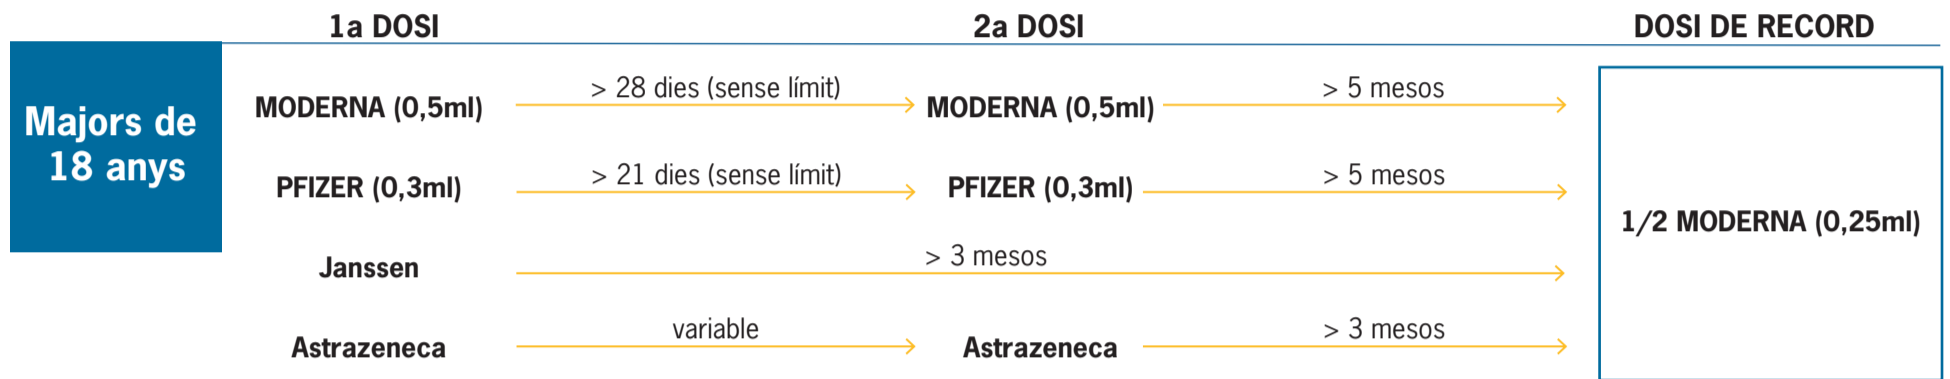 1a DOSI 2a DOSI DOSI DE RECORD
Majors de
18 anys
MODERNA (0,5ml) > 28 dies (sense límit) MODERNA (0,5ml) > 5 mesos
PFIZER (0,3ml) > 21 dies (sense límit) PFIZER (0,3ml) > 5 mesos
1/2 MODERNA (0,25ml)
Janssen > 3 mesos
Astrazeneca variable Astrazeneca > 3 mesos